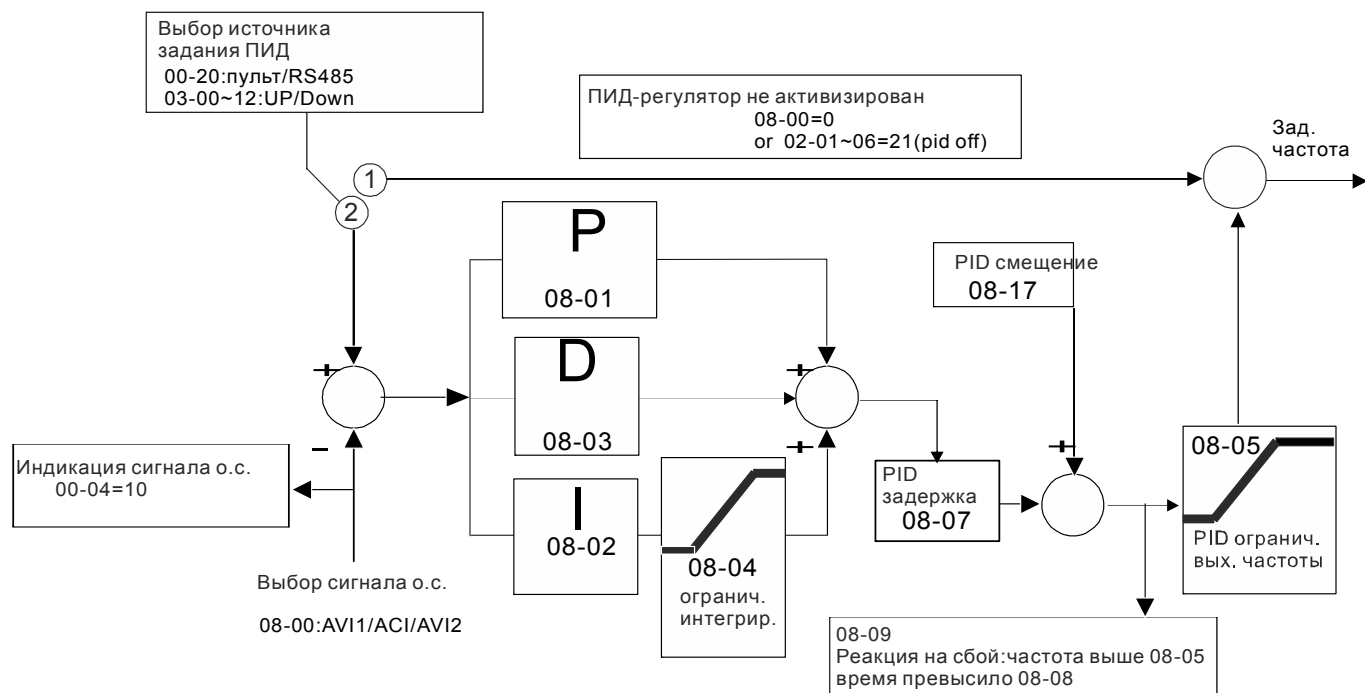 Выбор источника
задания ПИД
00-20:пульт/RS485
03-00~12:UP/Down
ПИД-регулятор не активизирован
08-00=0
or 02-01~06=21(pid off)
Зад.
частота
1
2
P
08-01
PID смещение
08-17
+
D
08-03
+
+
−
+
08-05
PID огранич.
вых. частоты
Индикация сигнала о.с.
00-04=10
I
08-02
08-04
огранич.
интегрир.
PID
задержка
08-07
Выбор сигнала о.с.
08-00:AVI1/ACI/AVI2
08-09
Реакция на сбой:частота выше 08-05
время превысило 08-08